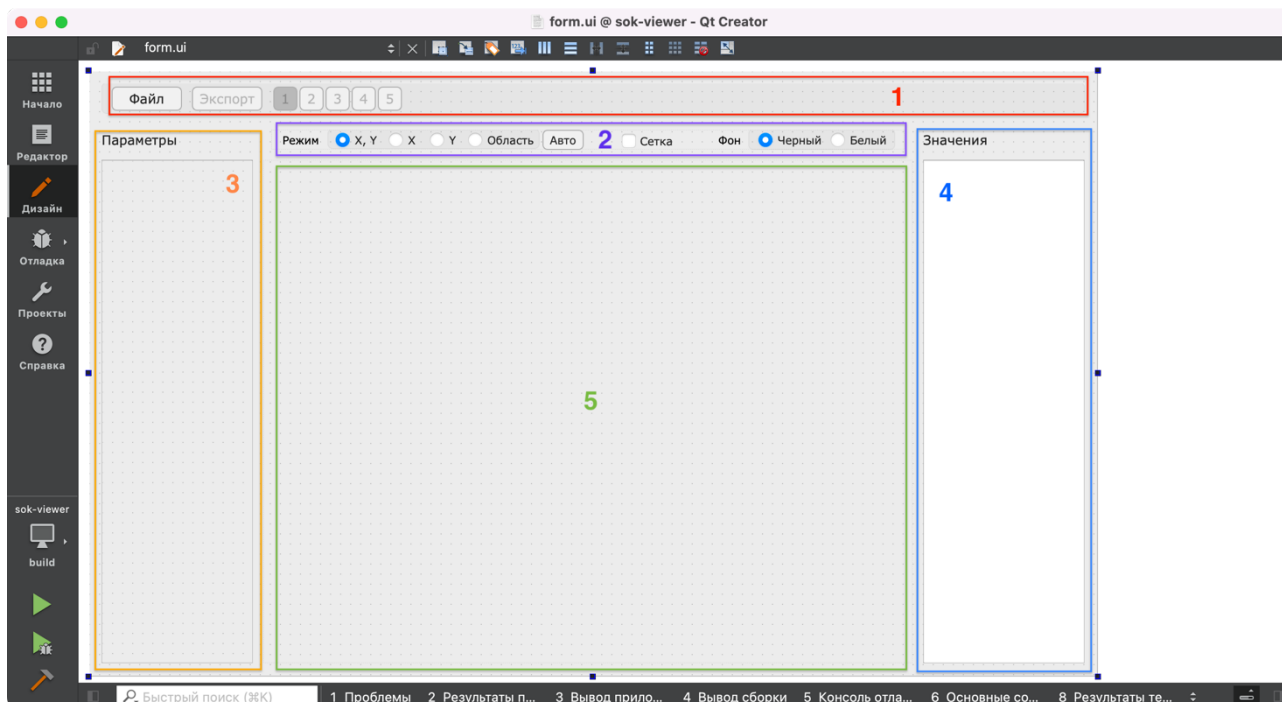 form.ui @ sok-viewer - Qt Creator
form.ui
Начало
Редактор
Дизайн
Отладка
Проекты
Справка
sok-viewer
build
Файл Экспорт 1 2 3 4 5 1
Параметры
Режим X, Y X Y Область Авто 2 Сетка Фон Черный Белый
Значения
3
4
5
Быстрый поиск (⌘K) 1 Проблемы 2 Результаты п... 3 Вывод прило... 4 Вывод сборки 5 Консоль отла... 6 Основные со... 8 Результаты те...